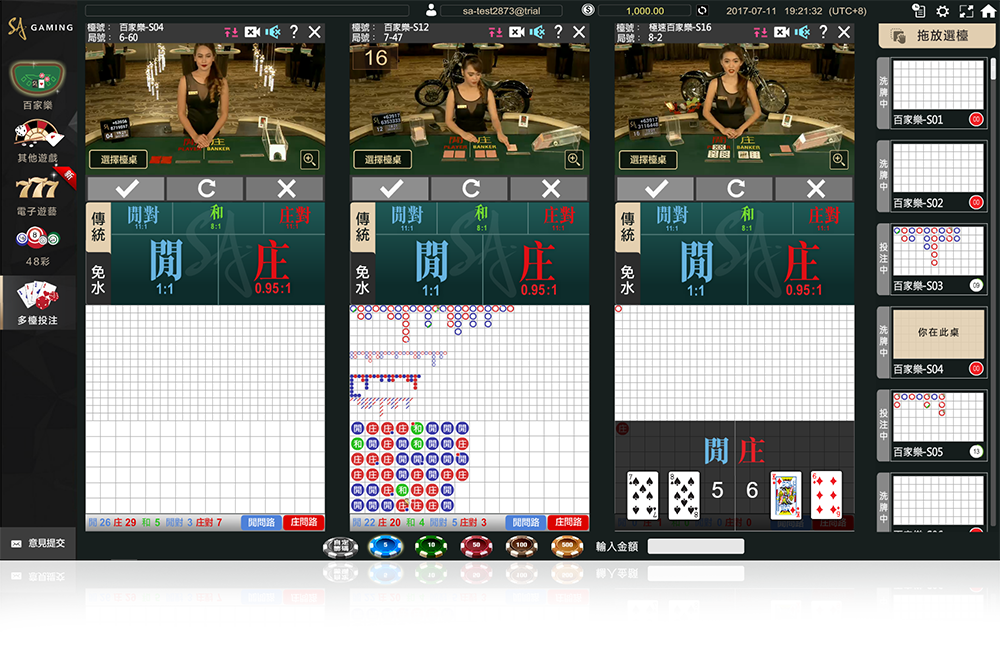 SA GAMING
sa-test2873@trial
1,000.00
2017-07-11 19:21:32 (UTC+8)
百家樂
其他遊戲
新
777
電子遊藝
8
48彩
多檯投注
意見提交
檯號： 百家樂-S04
局號： 6-60
?
PLAYER
BANKER
選擇檯桌
傳統
免水
閒對
11:1
和
8:1
庄對
11:1
閒
1:1
庄
0.95:1
閒 26 庄 29 和 5 閒對 3 庄對 7
閒問路
庄問路
檯號： 百家樂-S12
局號： 7-47
?
16
PLAYER
BANKER
選擇檯桌
傳統
免水
閒對
11:1
和
8:1
庄對
11:1
閒
1:1
庄
0.95:1
閒 22 庄 20 和 4 閒對 5 庄對 3
閒問路
庄問路
檯號： 極速百家樂-S16
局號： 8-2
?
PLAYER
BANKER
選擇檯桌
傳統
免水
閒對
11:1
和
8:1
庄對
11:1
閒
1:1
庄
0.95:1
庄
閒 庄
5 6
拖放選檯
洗牌中
百家樂-S01
00
洗牌中
百家樂-S02
00
投注中
百家樂-S03
09
洗牌中
你在此桌
百家樂-S04
00
投注中
百家樂-S05
13
洗牌中
自定籌碼
5
10
50
100
500
輸入金額